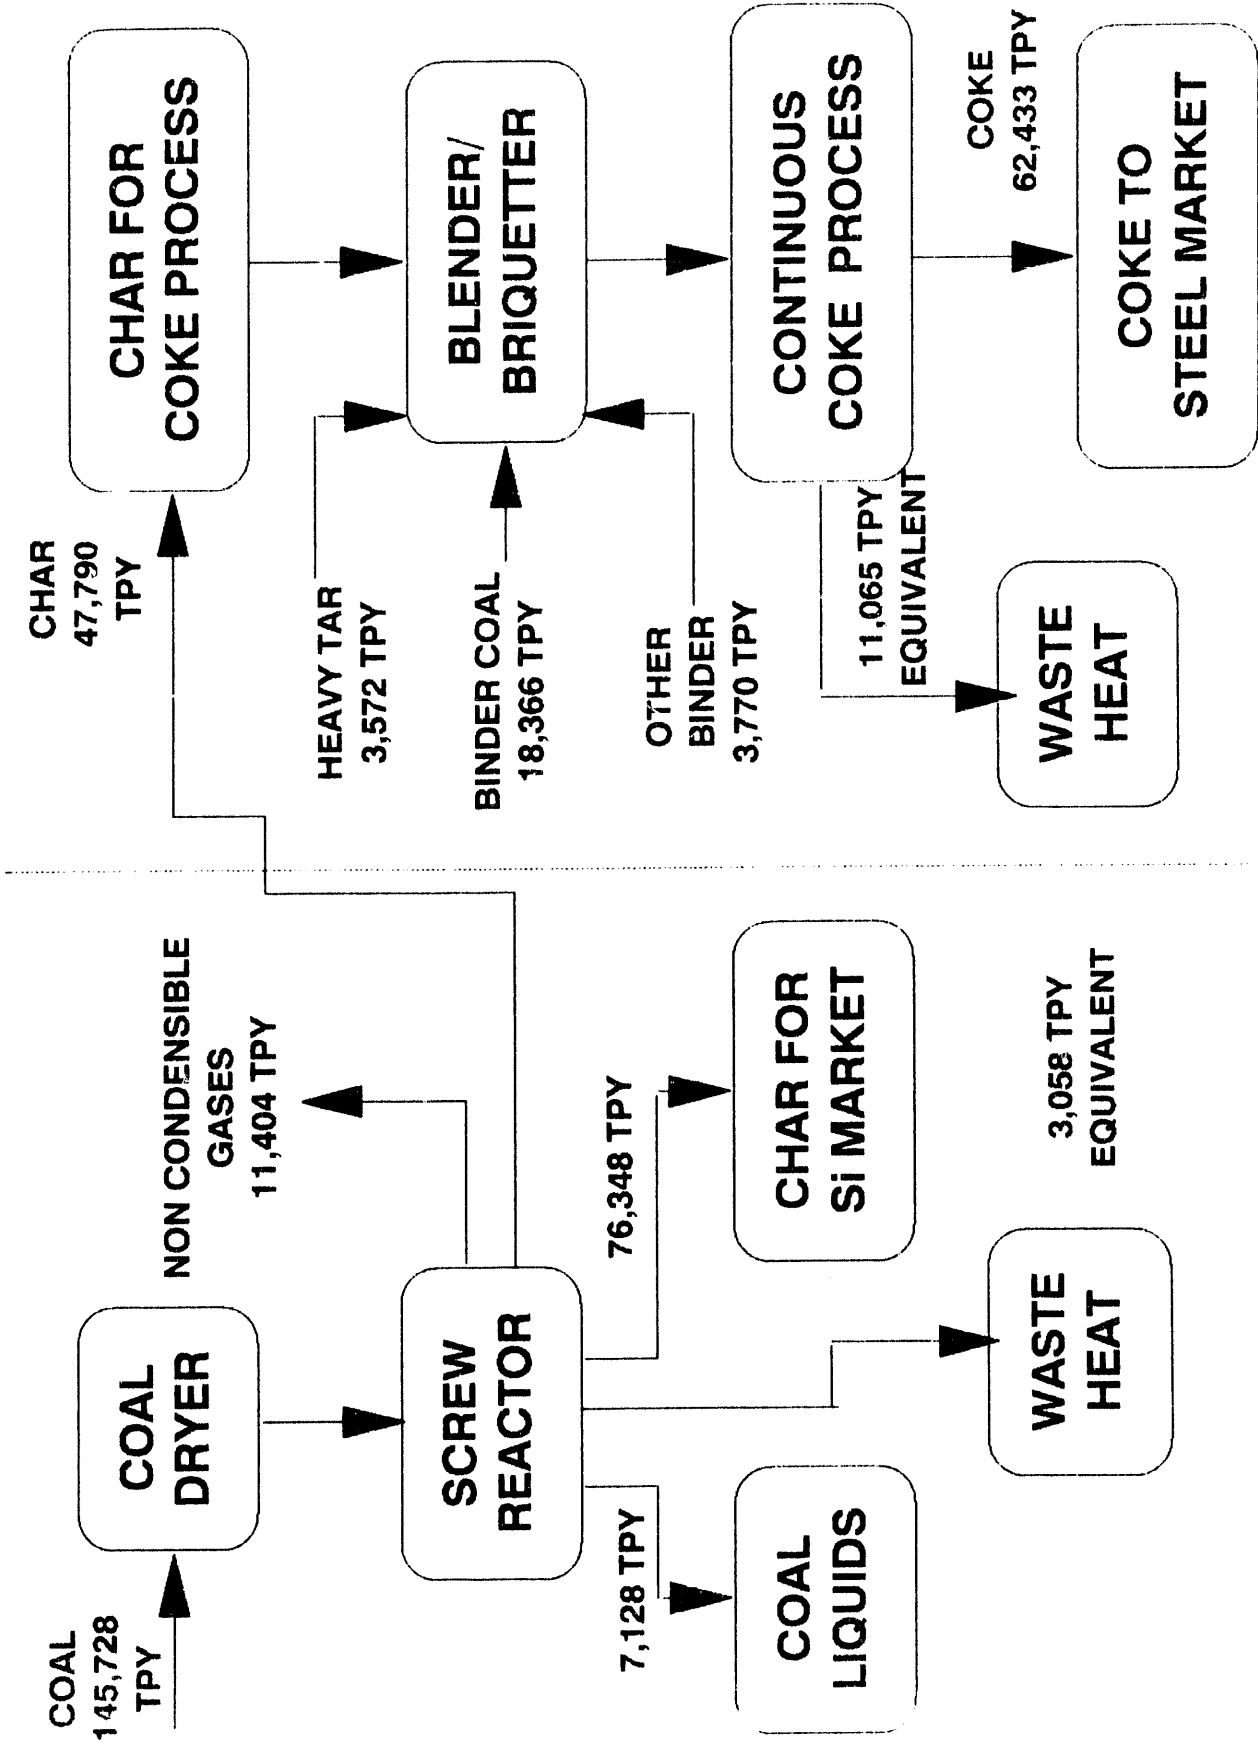 COAL
145,728
TPY
COAL
DRYER
NON CONDENSIBLE
GASES
11,404 TPY
SCREW
REACTOR
7,128 TPY
76,348 TPY
COAL
LIQUIDS
CHAR FOR
Si MARKET
WASTE
HEAT
3,058 TPY
EQUIVALENT
CHAR
47,790
TPY
CHAR FOR
COKE PROCESS
HEAVY TAR
3,572 TPY
BINDER COAL
18,366 TPY
OTHER
BINDER
3,770 TPY
BLENDER/
BRIQUETTER
CONTINUOUS
COKE PROCESS
11,065 TPY
EQUIVALENT
WASTE
HEAT
COKE
62,433 TPY
COKE TO
STEEL MARKET